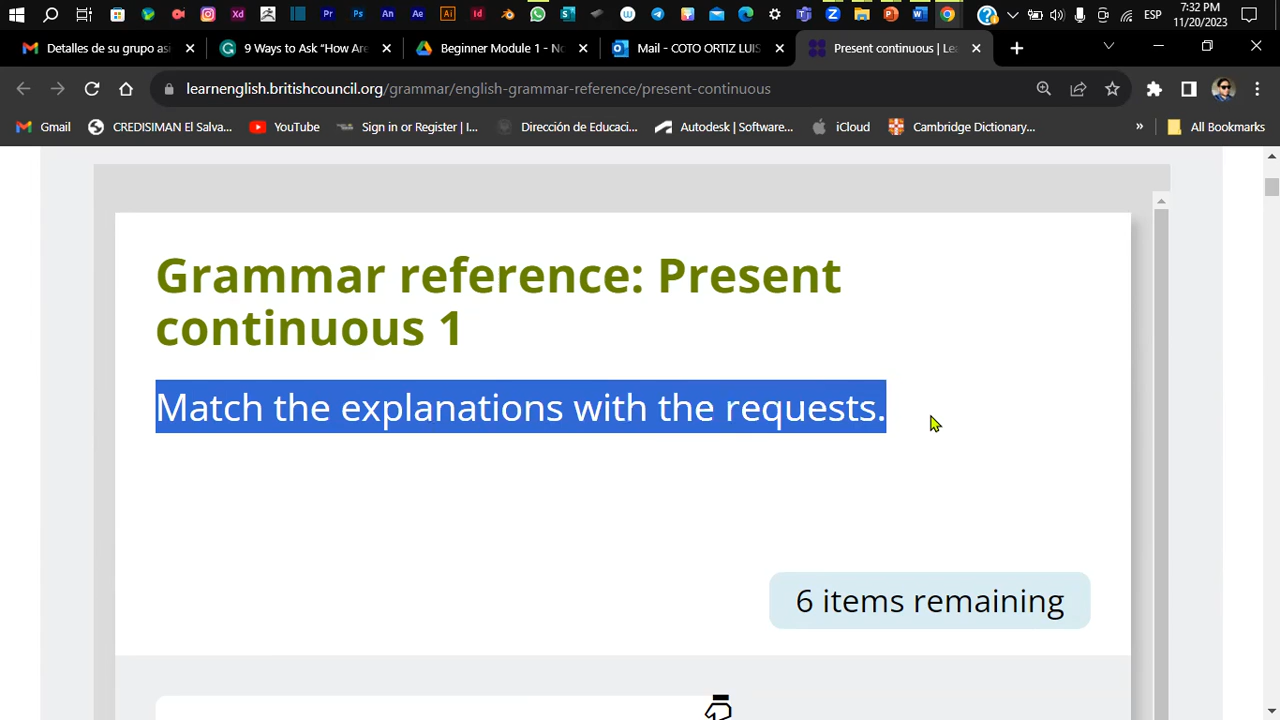 7:32 PM
ESP
11/20/2023
Detalles de su grupo asi
9 Ways to Ask “How Are
Beginner Module 1 - No
Mail - COTO ORTIZ LUIS
Present continuous | Lea
learnenglish.britishcouncil.org/grammar/english-grammar-reference/present-continuous
Gmail
CREDISIMAN El Salva...
YouTube
Sign in or Register | I...
Dirección de Educaci...
Autodesk | Software...
iCloud
Cambridge Dictionary...
»
All Bookmarks
Grammar reference: Present
continuous 1
Match the explanations with the requests.
6 items remaining